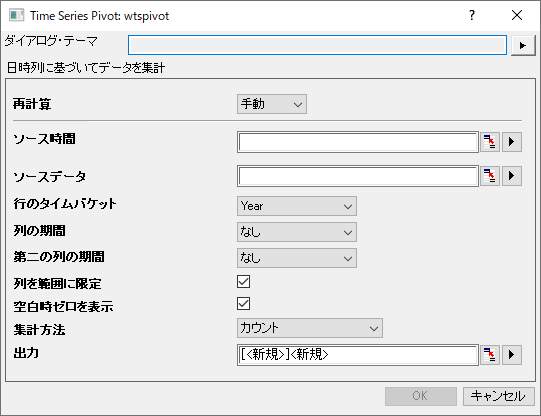 Time Series Pivot: wtspivot
ダイアログ・テーマ
日時列に基づいてデータを集計
再計算 手動
ソース時間
ソースデータ
行のタイムバケット Year
列の期間 なし
第二の列の期間 なし
列を範囲に限定
空白時ゼロを表示
集計方法 カウント
出力 [<新規>]<新規>
OK キャンセル